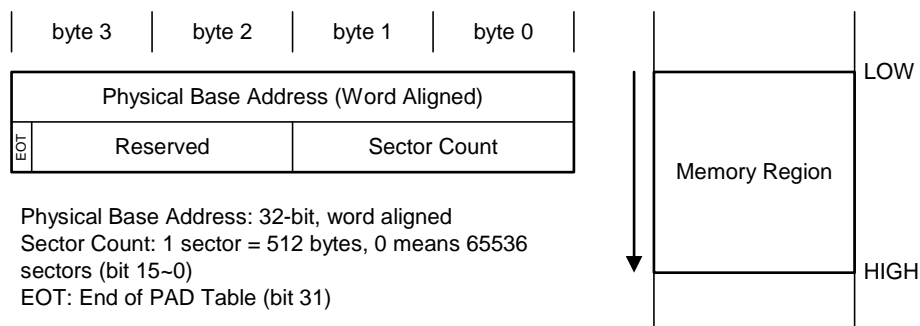 byte 3 byte 2 byte 1 byte 0
Physical Base Address (Word Aligned)
EOT Reserved Sector Count
Physical Base Address: 32-bit, word aligned
Sector Count: 1 sector = 512 bytes, 0 means 65536
sectors (bit 15~0)
EOT: End of PAD Table (bit 31)
LOW
Memory Region
HIGH